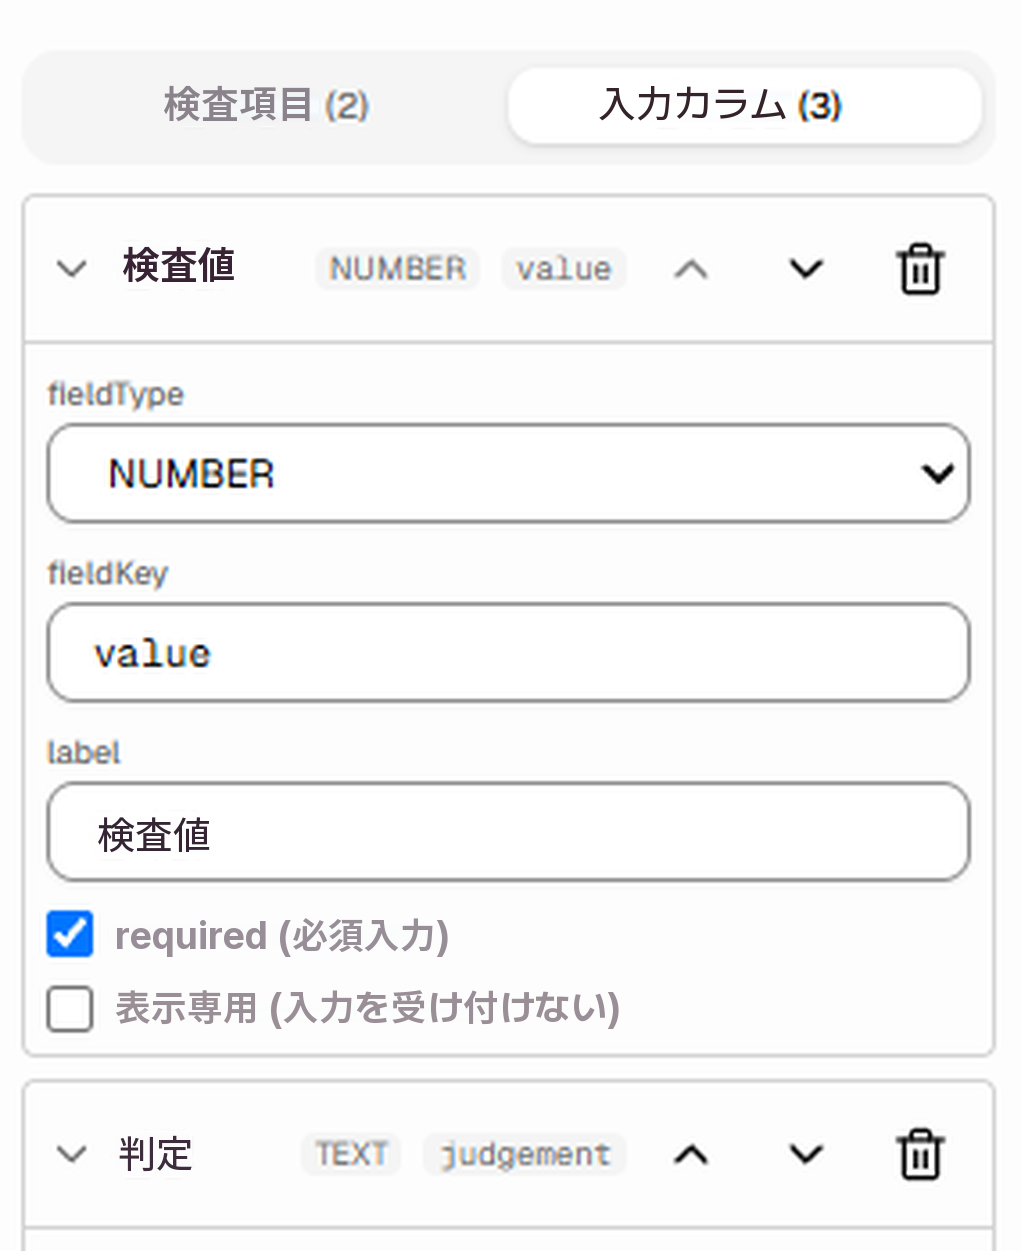 検査項目 (2) 入力カラム (3)
検査値 NUMBER value
fieldType
NUMBER
fieldKey
value
label
検査値
required (必須入力)
表示専用 (入力を受け付けない)
判定 TEXT judgement